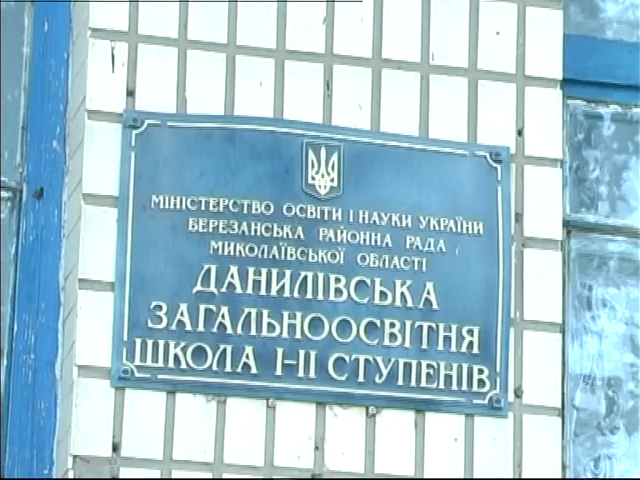 МІНІСТЕРСТВО ОСВІТИ І НАУКИ УКРАЇНИ
БЕРЕЗАНСЬКА РАЙОННА РАДА
МИКОЛАЇВСЬКОЇ ОБЛАСТІ
ДАНИЛІВСЬКА
ЗАГАЛЬНООСВІТНЯ
ШКОЛА І-ІІ СТУПЕНІВ